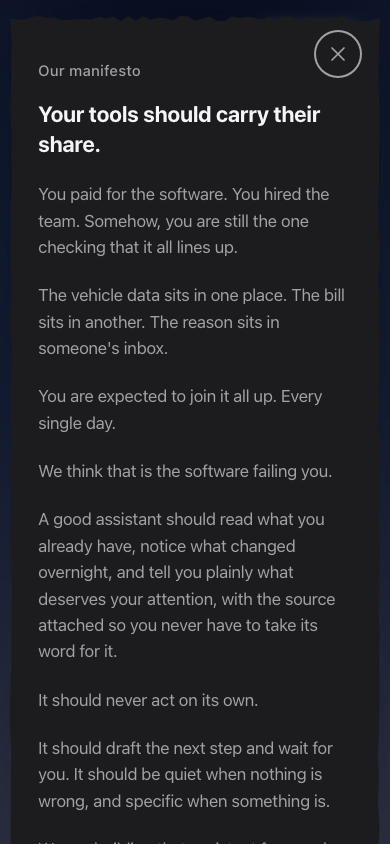 Our manifesto
Your tools should carry their
share.
You paid for the software. You hired the
team. Somehow, you are still the one
checking that it all lines up.
The vehicle data sits in one place. The bill
sits in another. The reason sits in
someone's inbox.
You are expected to join it all up. Every
single day.
We think that is the software failing you.
A good assistant should read what you
already have, notice what changed
overnight, and tell you plainly what
deserves your attention, with the source
attached so you never have to take its
word for it.
It should never act on its own.
It should draft the next step and wait for
you. It should be quiet when nothing is
wrong, and specific when something is.